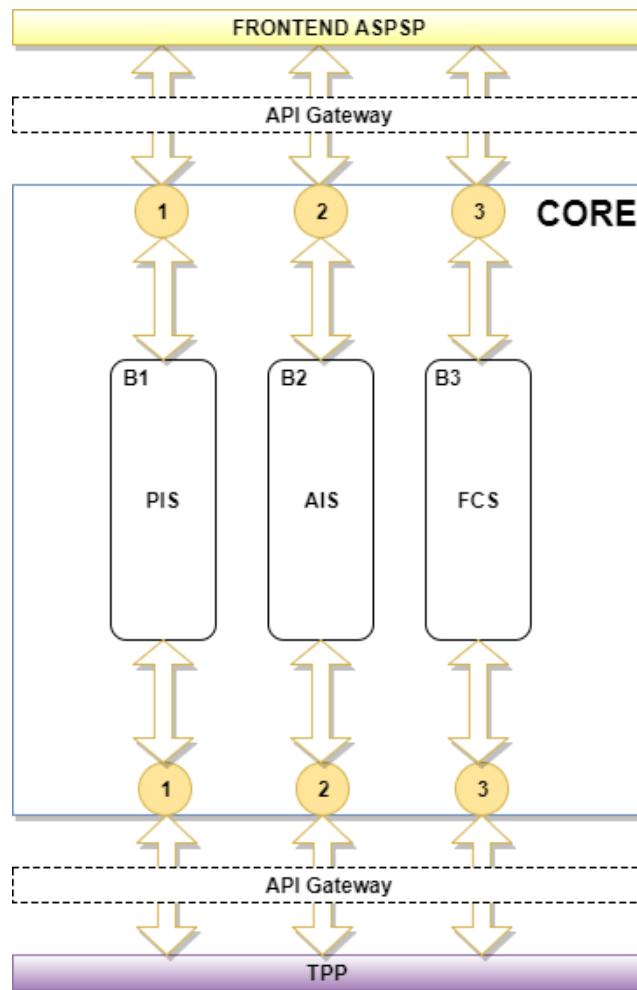 FRONTEND ASPSP
API Gateway
1 2 3 CORE
B1 B2 B3
PIS AIS FCS
1 2 3
API Gateway
TPP